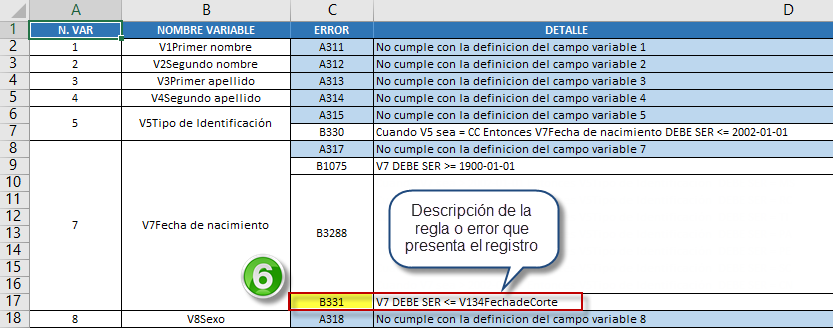 A B C D
1 N. VAR NOMBRE VARIABLE ERROR DETALLE
2 1 V1Primer nombre A311 No cumple con la definicion del campo variable 1
3 2 V2Segundo nombre A312 No cumple con la definicion del campo variable 2
4 3 V3Primer apellido A313 No cumple con la definicion del campo variable 3
5 4 V4Segundo apellido A314 No cumple con la definicion del campo variable 4
6 5 V5Tipo de Identificación A315 No cumple con la definicion del campo variable 5
7 B330 Cuando V5 sea = CC Entonces V7Fecha de nacimiento DEBE SER <= 2002-01-01
8 A317 No cumple con la definicion del campo variable 7
9 B1075 V7 DEBE SER >= 1900-01-01
10
11
12 7 V7Fecha de nacimiento
13 B3288
14
15
16
Descripción de la
regla o error que
presenta el registro
6
17 B331 V7 DEBE SER <= V134FechadeCorte
18 8 V8Sexo A318 No cumple con la definicion del campo variable 8